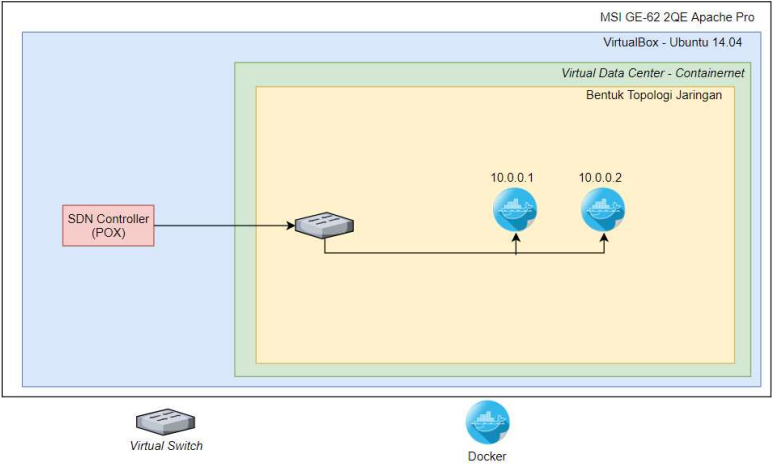 MSI GE-62 2QE Apache Pro
VirtualBox - Ubuntu 14.04
Virtual Data Center - Containernet
Bentuk Topologi Jaringan
10.0.0.1
10.0.0.2
SDN Controller
(POX)
Virtual Switch
Docker